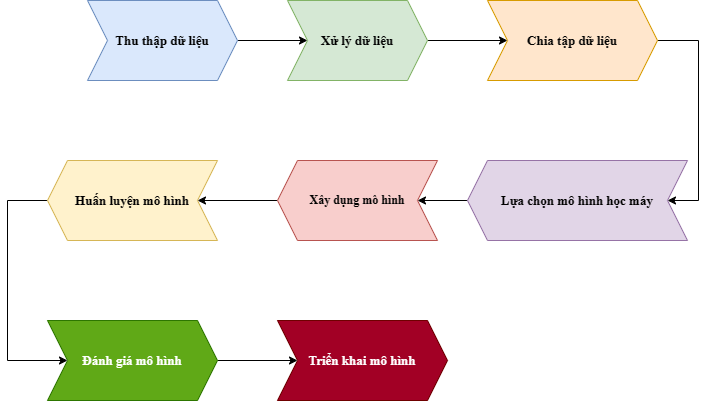 Thu thập dữ liệu
Xử lý dữ liệu
Chia tập dữ liệu
Lựa chọn mô hình học máy
Xây dụng mô hình
Huấn luyện mô hình
Đánh giá mô hình
Triển khai mô hình